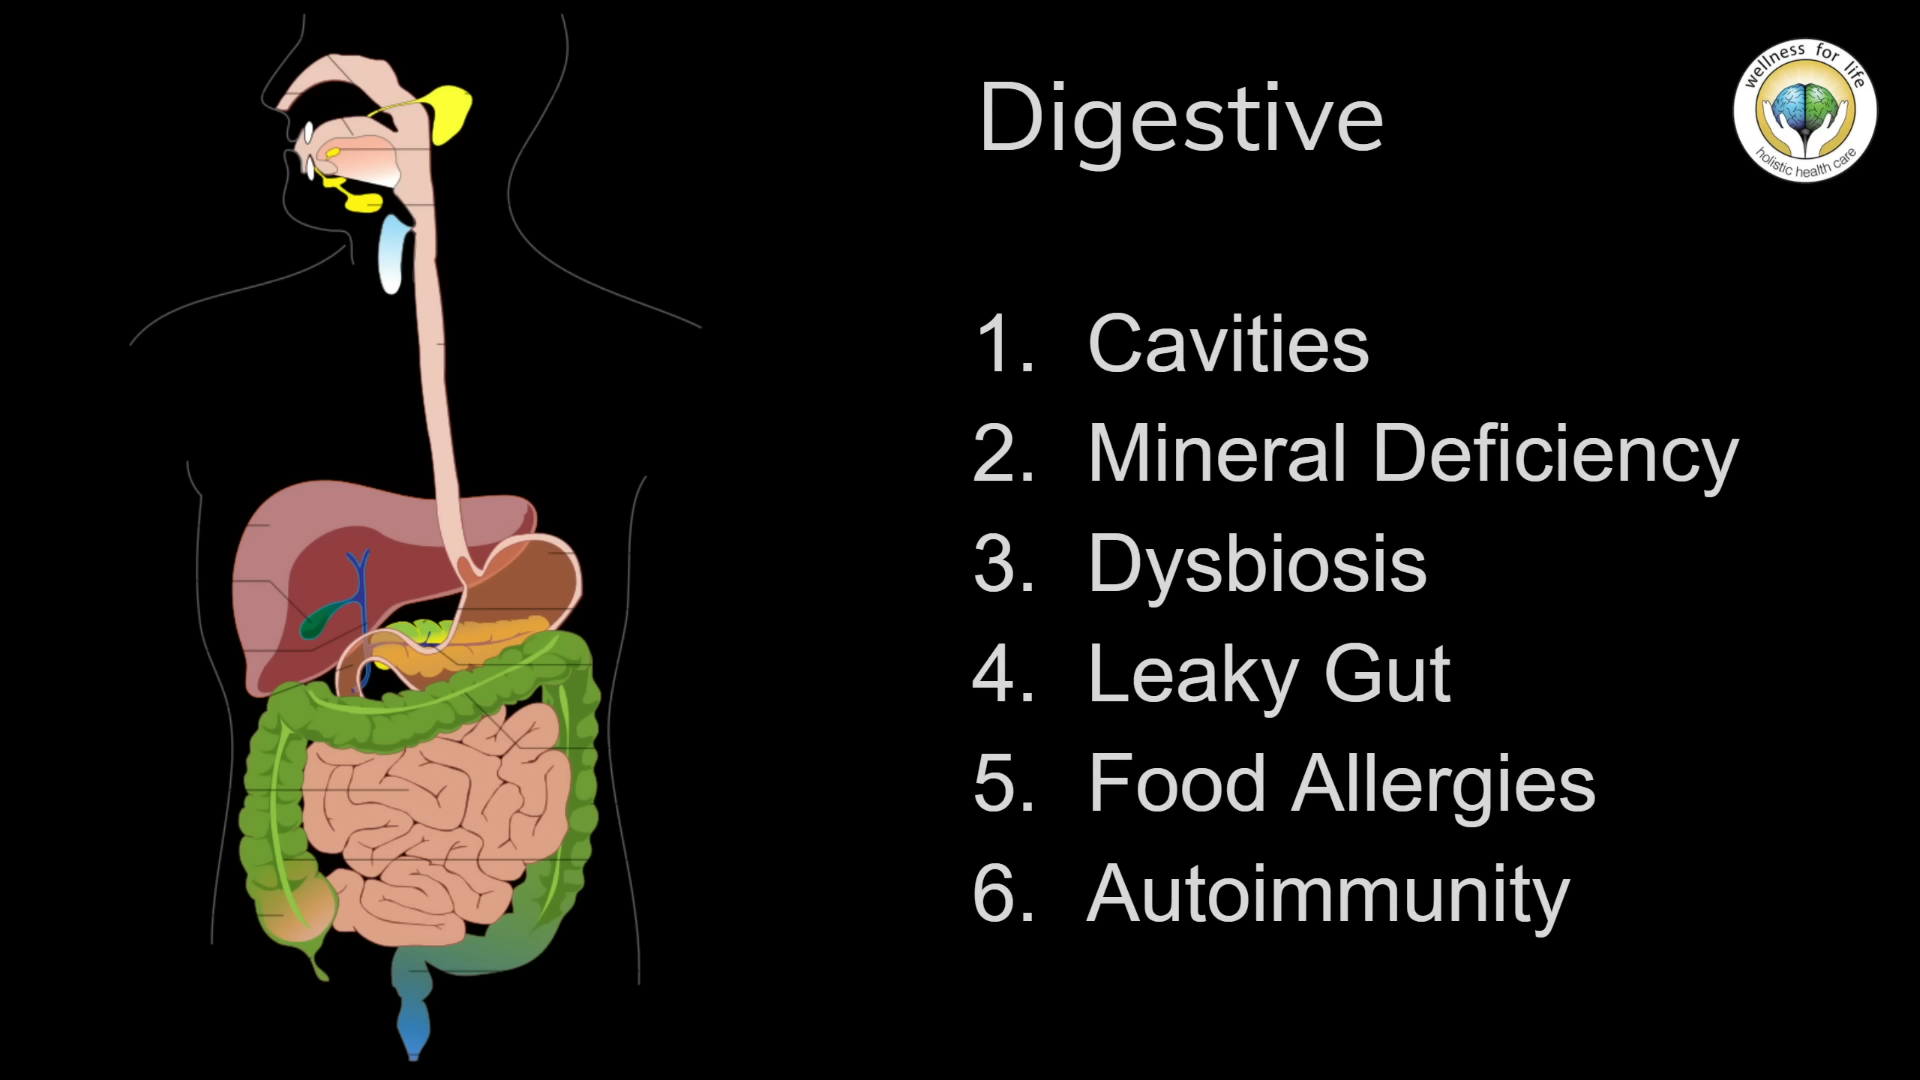 Digestive
wellness for life
holistic health care
1. Cavities
2. Mineral Deficiency
3. Dysbiosis
4. Leaky Gut
5. Food Allergies
6. Autoimmunity